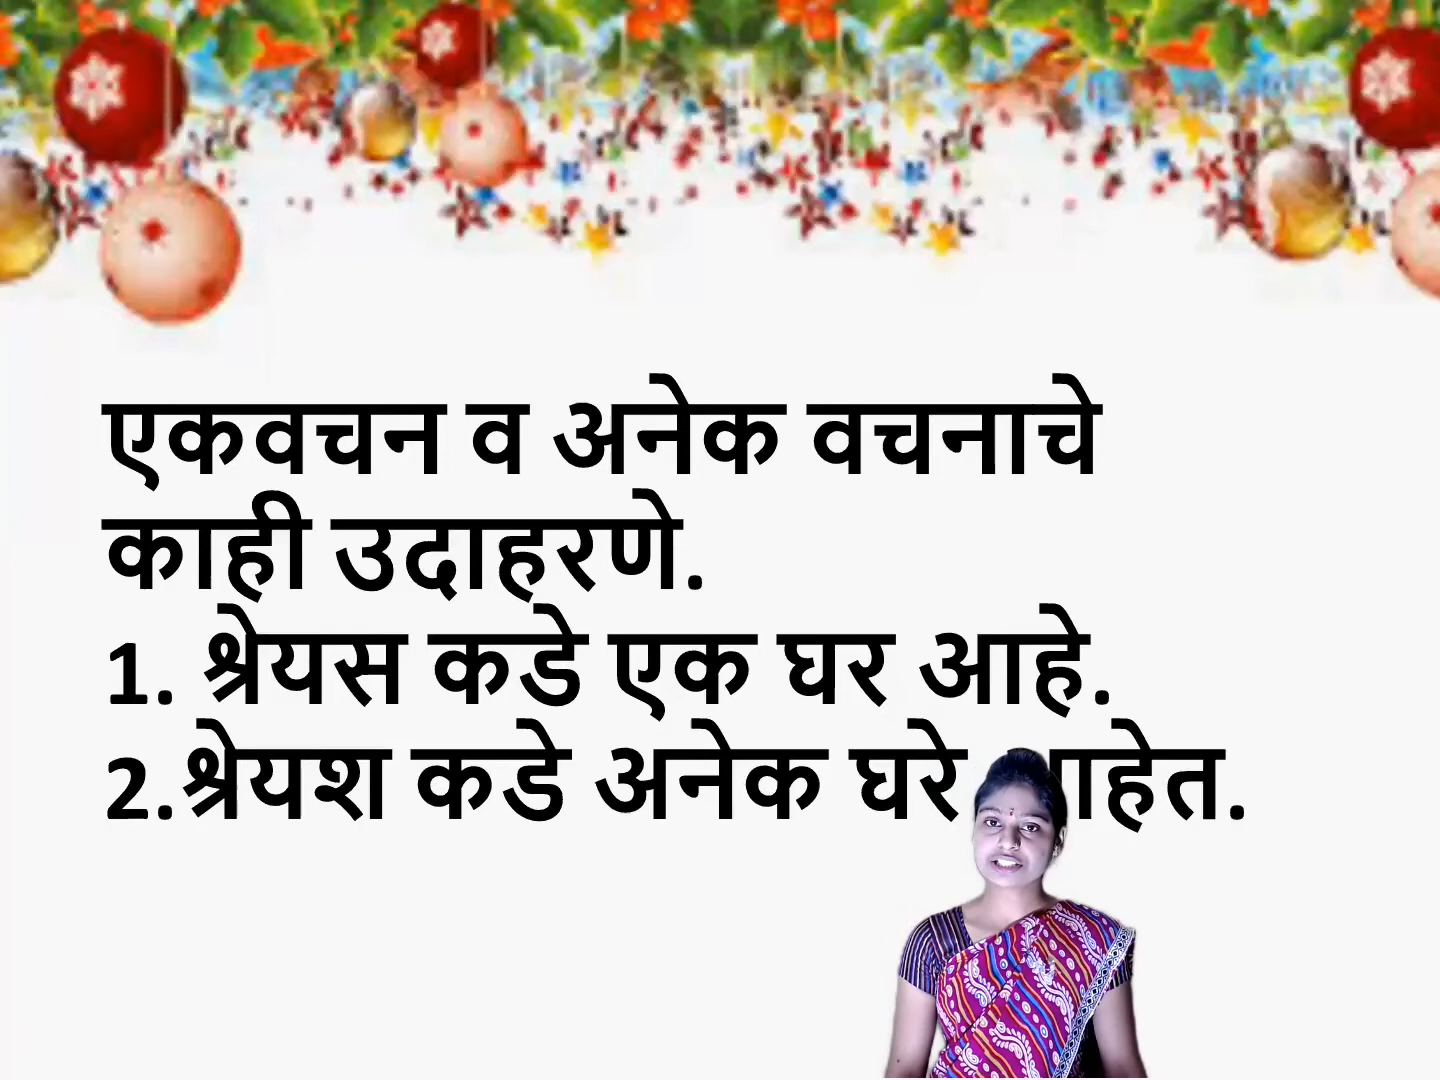 एकवचन व अनेक वचनाचे
काही उदाहरणे.
1. श्रेयस कडे एक घर आहे.
2.श्रेयश कडे अनेक घरे